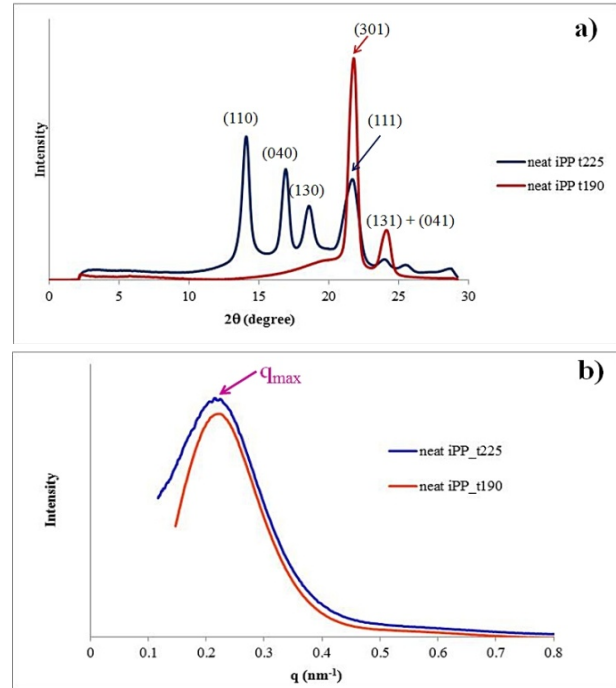 a)
(301)
(110)
(111)
(040)
(130)
(131) + (041)
Intensity
neat iPP t225
neat iPP t190
0 5 10 15 20 25 30
2θ (degree)
b)
qmax
neat iPP_t225
neat iPP_t190
Intensity
0 0.1 0.2 0.3 0.4 0.5 0.6 0.7 0.8
q (nm-1)